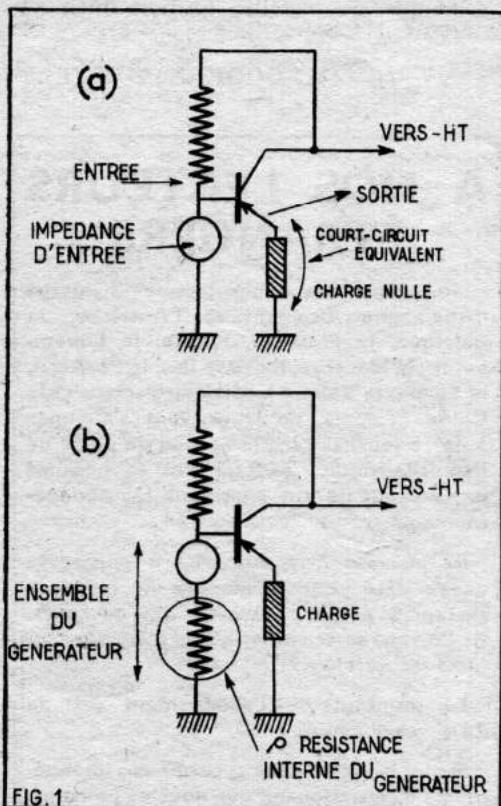 (a)
VERS-HT
ENTREE
SORTIE
IMPEDANCE
D'ENTREE
COURT-CIRCUIT
EQUIVALENT
CHARGE NULLE
(b)
VERS-HT
ENSEMBLE
DU
GENERATEUR
CHARGE
ρ RESISTANCE
INTERNE DU GENERATEUR
FIG.1